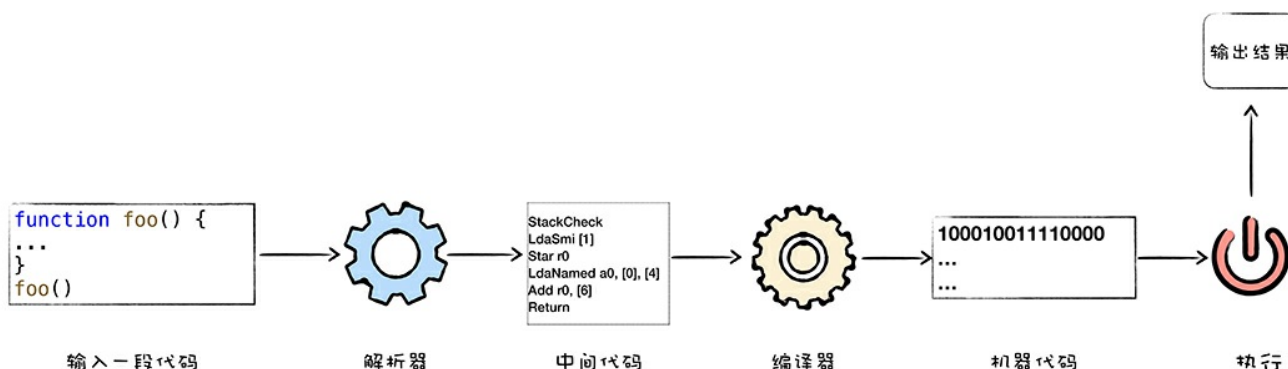 输出结果
function foo() {
...
}
foo()
StackCheck
LdaSmi [1]
Star r0
LdaNamed a0, [0], [4]
Add r0, [6]
Return
100010011110000
...
...
输入一段代码
解析器
中间代码
编译器
机器代码
执行